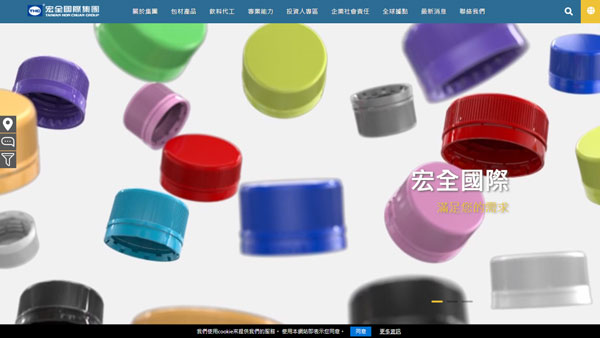 THC 宏全國際集團
TAIWAN HON CHUAN GROUP
關於集團 包材產品 飲料代工 專業能力 投資人專區 企業社會責任 全球據點 最新消息 聯絡我們
宏全國際
滿足您的需求
我們使用cookie來提供我們的服務。使用本網站即表示您同意。 同意 更多資訊